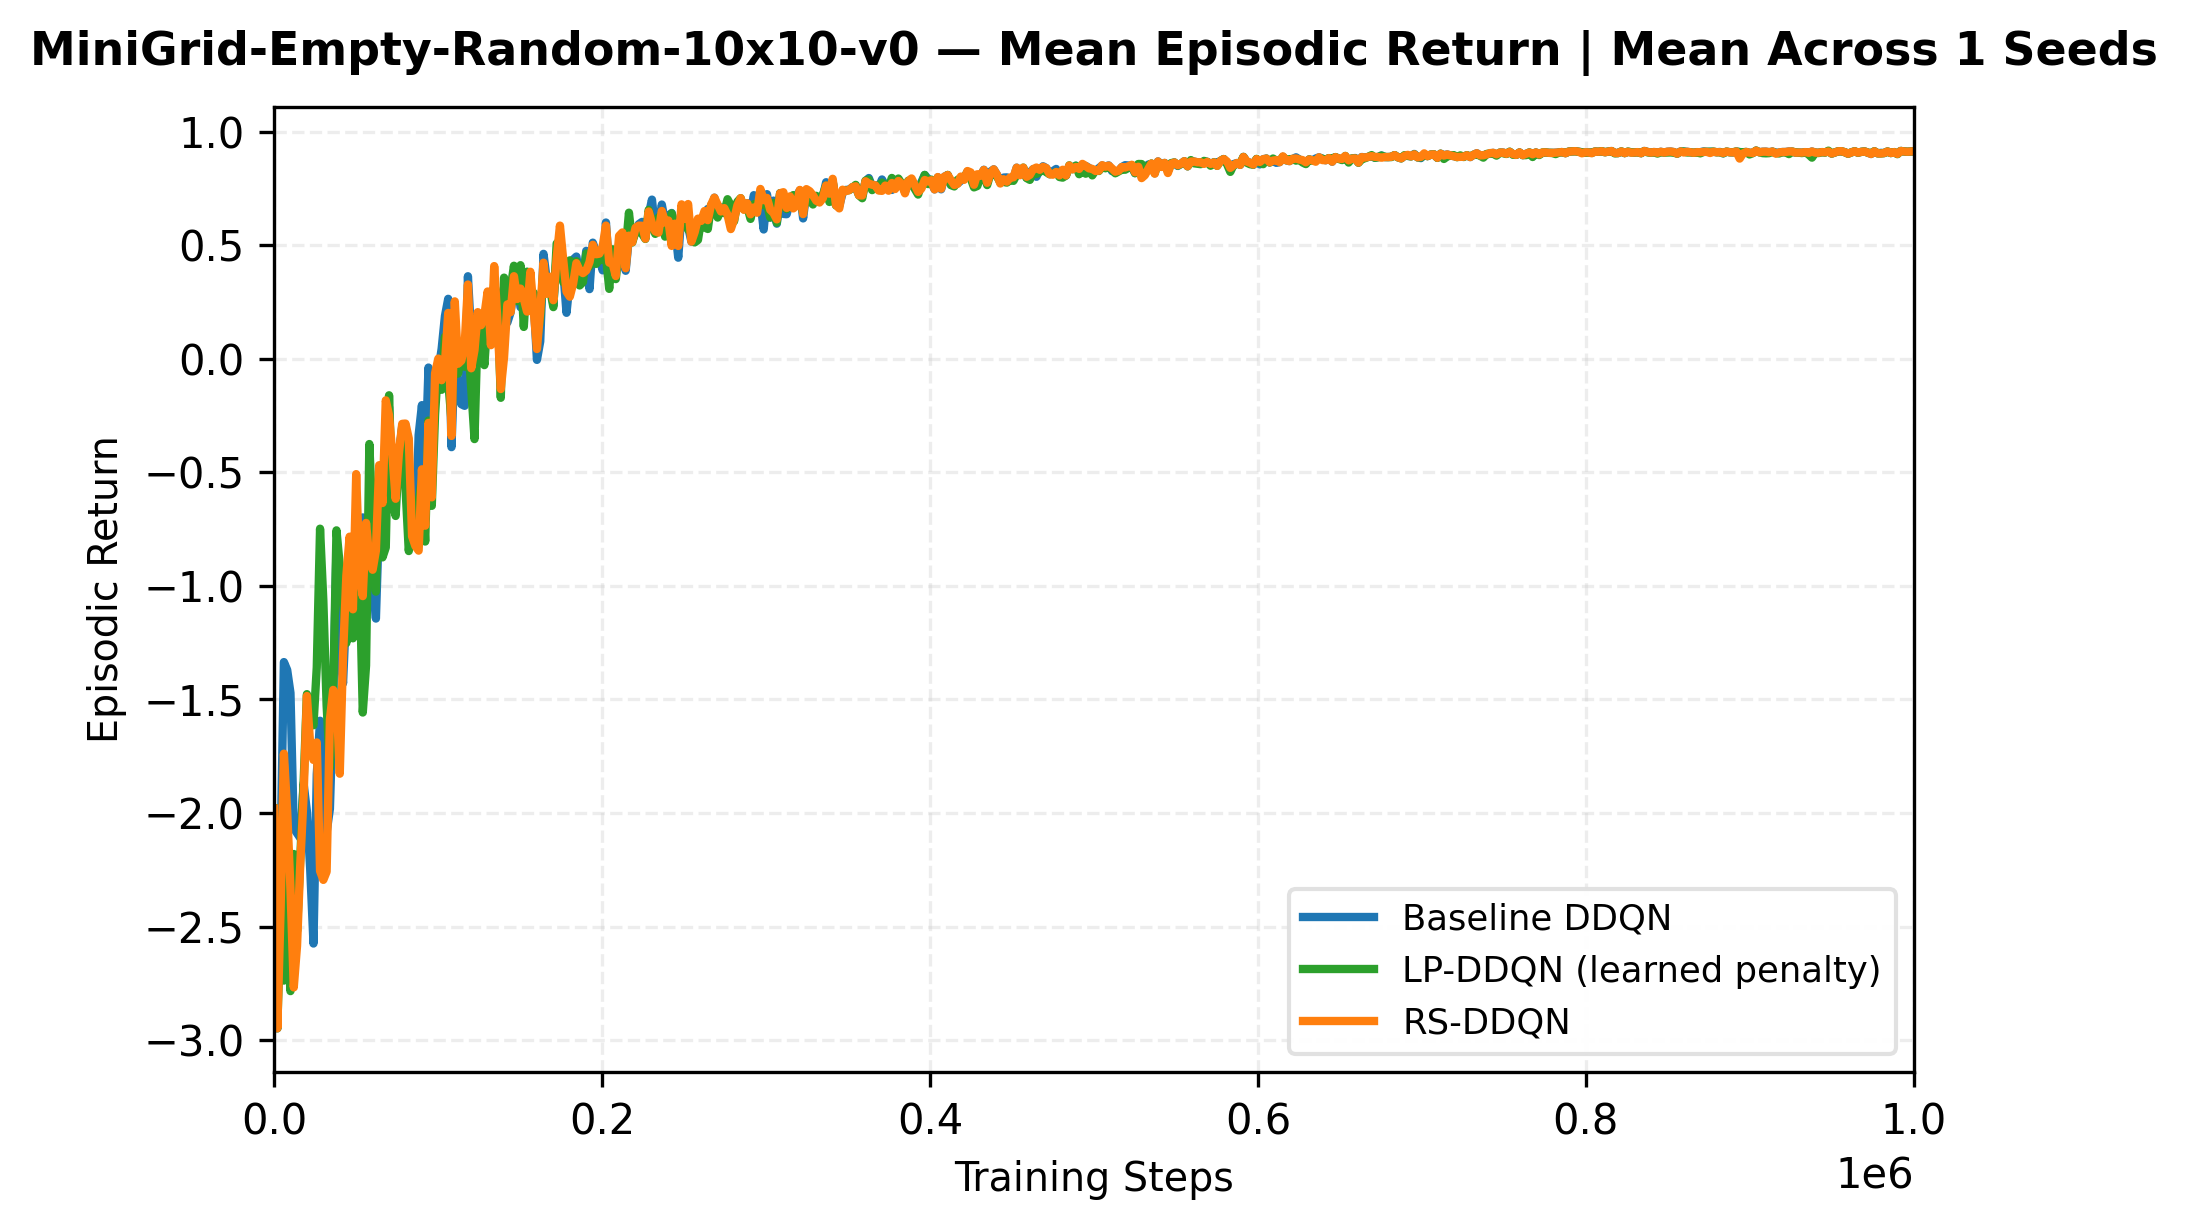 MiniGrid-Empty-Random-10x10-v0 — Mean Episodic Return | Mean Across 1 Seeds
1.0
0.5
0.0
−0.5
−1.0
−1.5
−2.0
−2.5
−3.0
Episodic Return
Baseline DDQN
LP-DDQN (learned penalty)
RS-DDQN
0.0 0.2 0.4 0.6 0.8 1.0
Training Steps
1e6